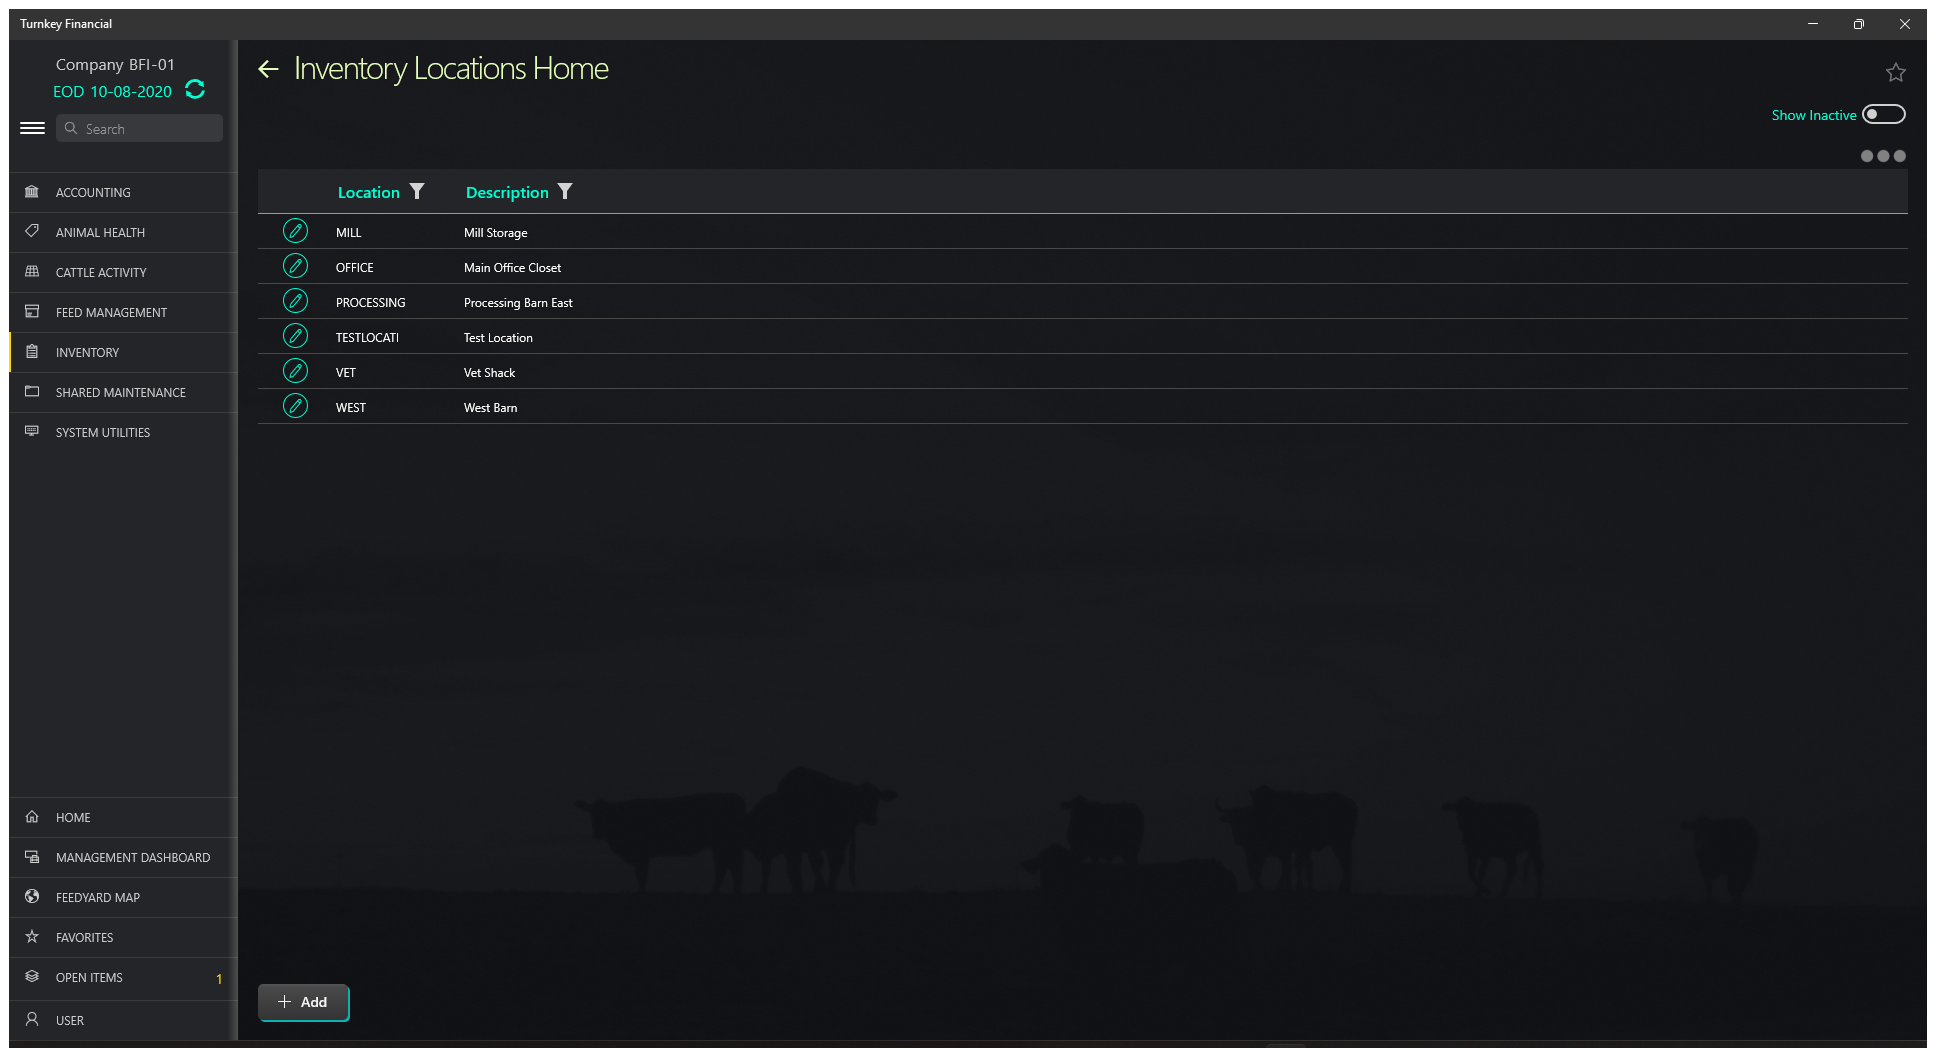 Turnkey Financial
Company BFI-01
EOD 10-08-2020
Search
ACCOUNTING
ANIMAL HEALTH
CATTLE ACTIVITY
FEED MANAGEMENT
INVENTORY
SHARED MAINTENANCE
SYSTEM UTILITIES
HOME
MANAGEMENT DASHBOARD
FEEDYARD MAP
FAVORITES
OPEN ITEMS 1
USER
Inventory Locations Home
Show Inactive
Location Description
MILL Mill Storage
OFFICE Main Office Closet
PROCESSING Processing Barn East
TESTLOCATI Test Location
VET Vet Shack
WEST West Barn
Add